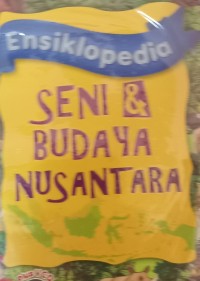 Ensiklopedia
SENI &
BUDAYA
NUSANTARA